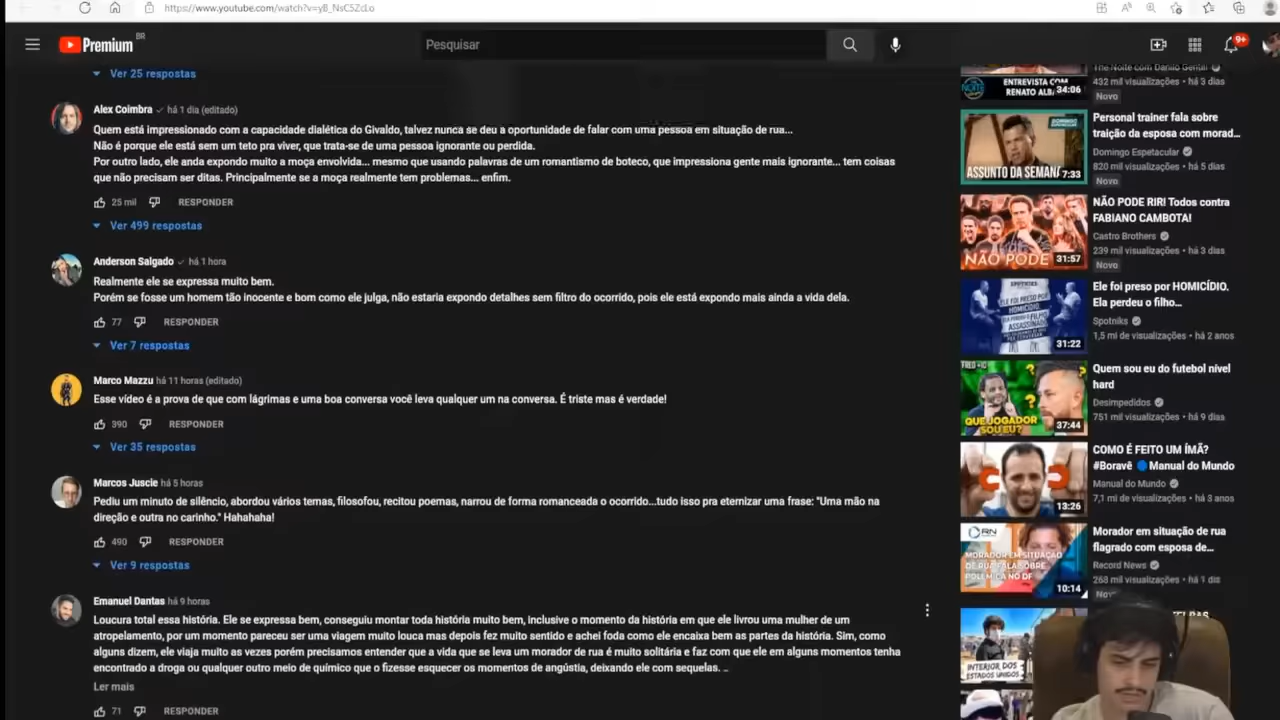 https://www.youtube.com/watch?v=yB_NsC5ZcLo
Premium BR
Pesquisar
9+
Ver 25 respostas
Alex Coimbra há 1 dia (editado)
Quem está impressionado com a capacidade dialética do Givaldo, talvez nunca se deu a oportunidade de falar com uma pessoa em situação de rua...
Não é porque ele está sem um teto pra viver, que trata-se de uma pessoa ignorante ou perdida.
Por outro lado, ele anda expondo muito a moça envolvida... mesmo que usando palavras de um romantismo de boteco, que impressiona gente mais ignorante... tem coisas
que não precisam ser ditas. Principalmente se a moça realmente tem problemas... enfim.
25 mil RESPONDER
Ver 499 respostas
Anderson Salgado há 1 hora
Realmente ele se expressa muito bem.
Porém se fosse um homem tão inocente e bom como ele julga, não estaria expondo detalhes sem filtro do ocorrido, pois ele está expondo mais ainda a vida dela.
77 RESPONDER
Ver 7 respostas
Marco Mazzu há 11 horas (editado)
Esse vídeo é a prova de que com lágrimas e uma boa conversa você leva qualquer um na conversa. É triste mas é verdade!
390 RESPONDER
Ver 35 respostas
Marcos Juscie há 5 horas
Pediu um minuto de silêncio, abordou vários temas, filosofou, recitou poemas, narrou de forma romanceada o ocorrido...tudo isso pra eternizar uma frase: "Uma mão na
direção e outra no carinho." Hahahaha!
490 RESPONDER
Ver 9 respostas
Emanuel Dantas há 9 horas
Loucura total essa história. Ele se expressa bem, conseguiu montar toda história muito bem, inclusive o momento da história em que ele livrou uma mulher de um
atropelamento, por um momento pareceu ser uma viagem muito louca mas depois fez muito sentido e achei foda como ele encaixa bem as partes da história. Sim, como
alguns dizem, ele viaja muito as vezes porém precisamos entender que a vida que se leva um morador de rua é muito solitária e faz com que ele em alguns momentos tenha
encontrado a droga ou qualquer outro meio de químico que o fizesse esquecer os momentos de angústia, deixando ele com sequelas. ..
Ler mais
71 RESPONDER
ENTREVISTA COM
RENATO ALB
34:06
The Noite com Danilo Gentili
432 mil visualizações • há 3 dias
Novo
ASSUNTO DA SEMANA
7:33
Personal trainer fala sobre
traição da esposa com morad...
Domingo Espetacular
820 mil visualizações • há 5 dias
Novo
NÃO PODE
31:57
NÃO PODE RIR! Todos contra
FABIANO CAMBOTA!
Castro Brothers
239 mil visualizações • há 3 dias
Novo
SPOTNIKS
ELE FOI PRESO POR
HOMICÍDIO,
31:22
Ele foi preso por HOMICÍDIO.
Ela perdeu o filho...
Spotniks
1,5 mi de visualizações • há 2 anos
QUE JOGADOR
SOU EU?
37:44
Quem sou eu do futebol nível
hard
Desimpedidos
751 mil visualizações • há 9 dias
13:26
COMO É FEITO UM ÍMÃ?
#Boravê Manual do Mundo
Manual do Mundo
7,1 mi de visualizações • há 3 anos
RN
MORADOR EM SITUAÇÃO
DE RUA FALA SOBRE
POLÊMICA NO DF
10:14
Morador em situação de rua
flagrado com esposa de...
Record News
268 mil visualizações • há 1 dia
INTERIOR DOS
ESTADOS UNIDOS